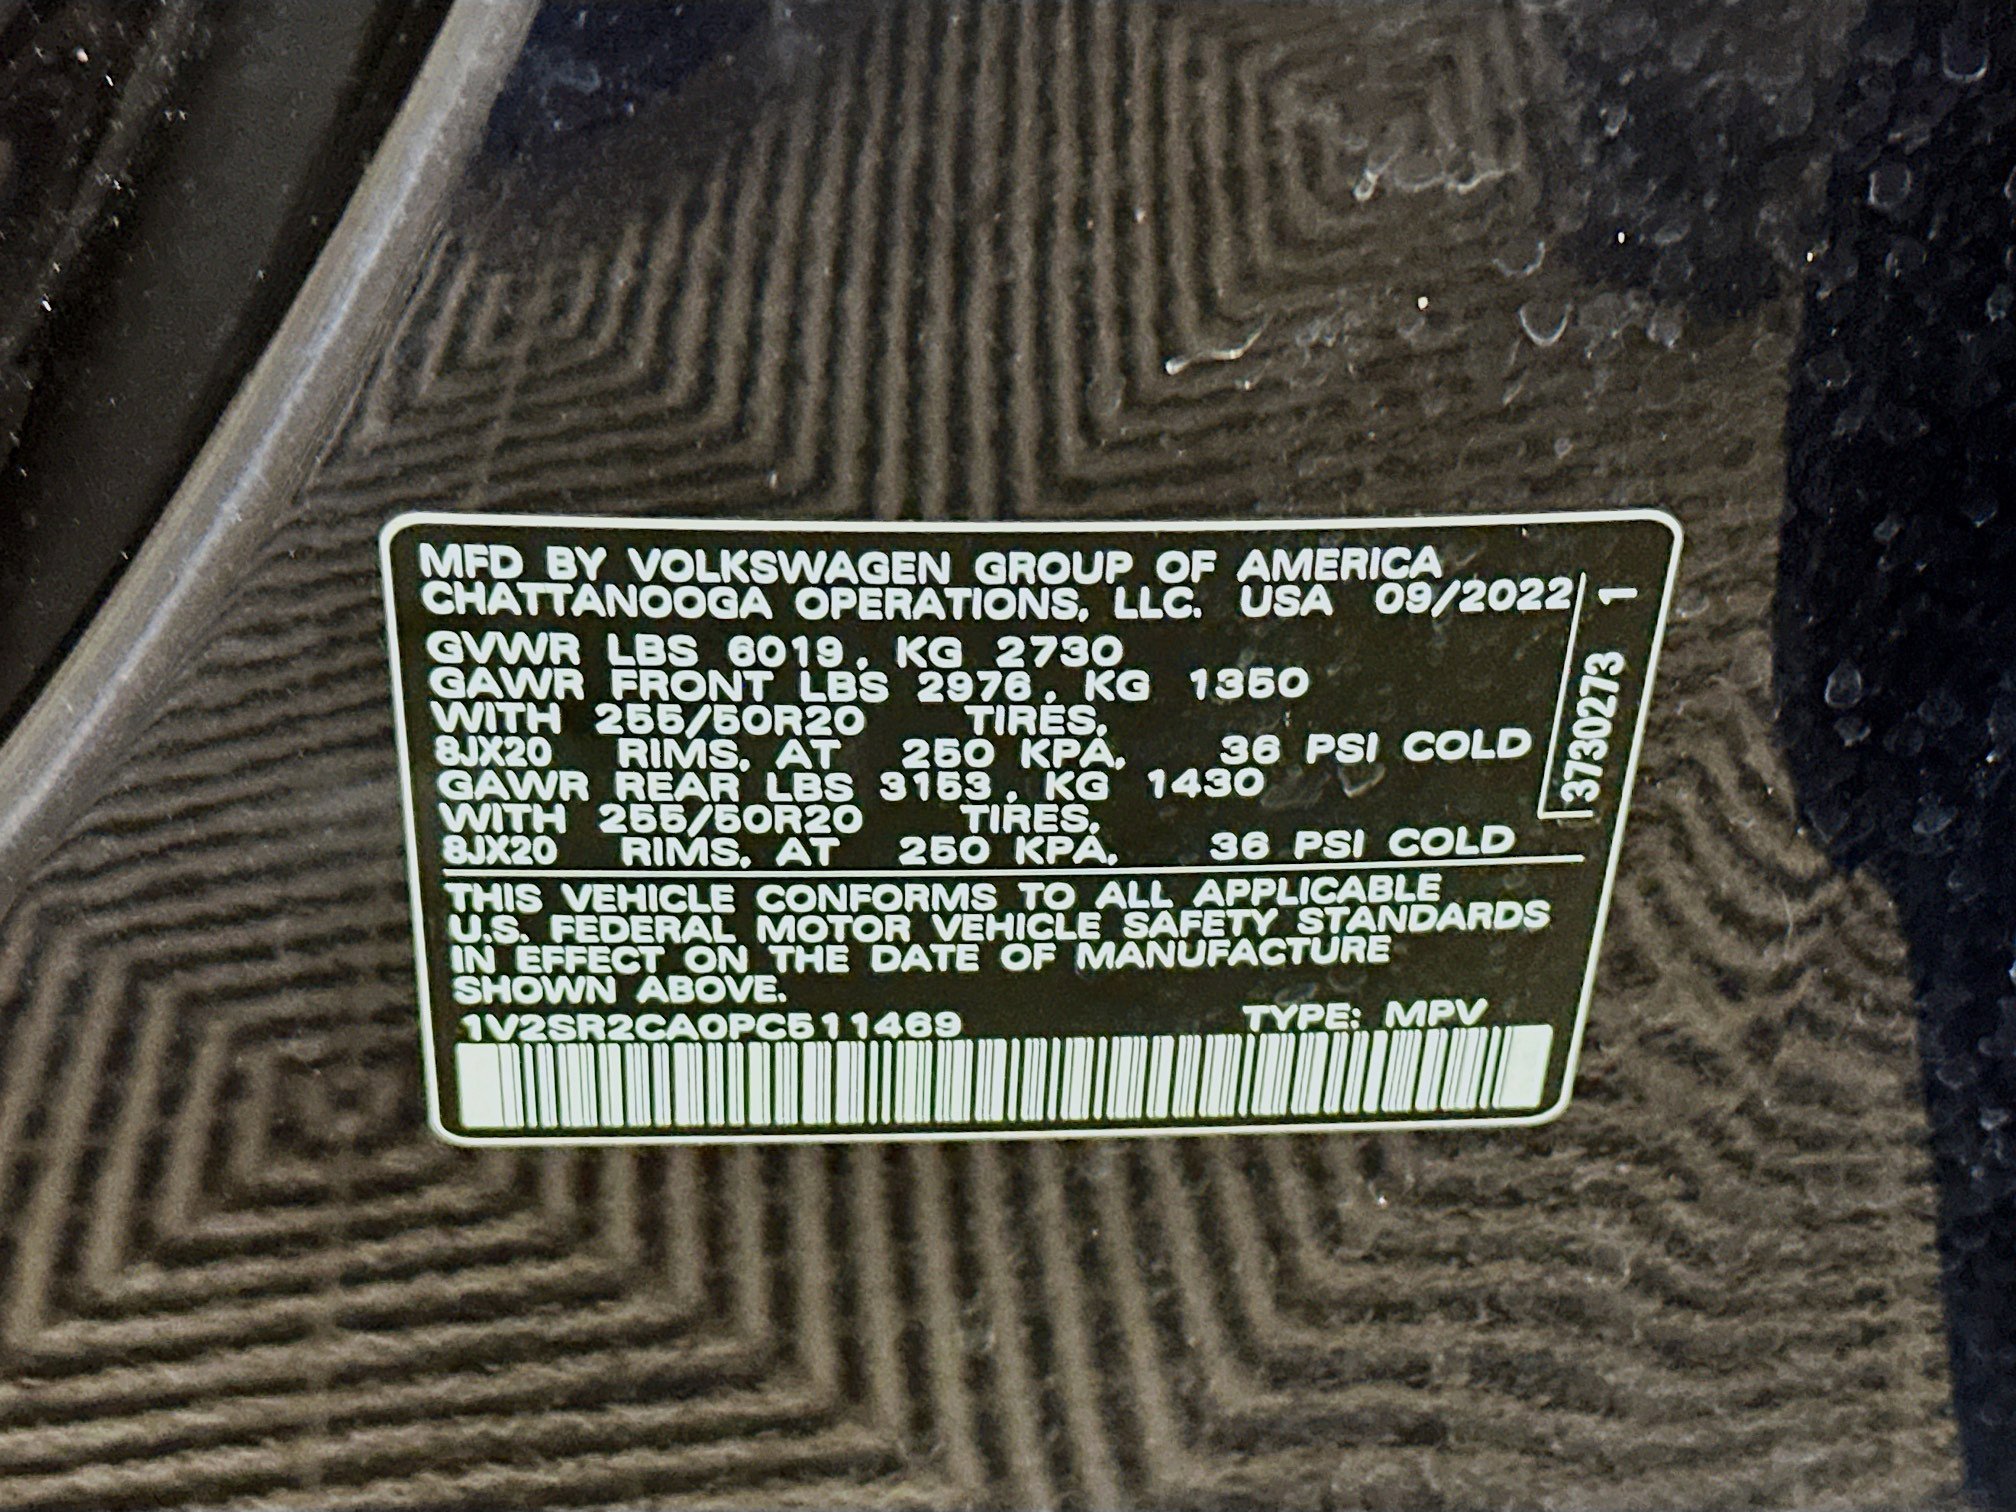 MFD BY VOLKSWAGEN GROUP OF AMERICA
CHATTANOOGA OPERATIONS, LLC. USA 09/2022
GVWR LBS 6019, KG 2730
GAWR FRONT LBS 2976, KG 1350
WITH 255/50R20 TIRES,
8JX20 RIMS, AT 250 KPA, 36 PSI COLD
GAWR REAR LBS 3153, KG 1430
WITH 255/50R20 TIRES,
8JX20 RIMS, AT 250 KPA, 36 PSI COLD
THIS VEHICLE CONFORMS TO ALL APPLICABLE
U.S. FEDERAL MOTOR VEHICLE SAFETY STANDARDS
IN EFFECT ON THE DATE OF MANUFACTURE
SHOWN ABOVE.
1V2SR2CA0PC511469 TYPE: MPV
3730273 1